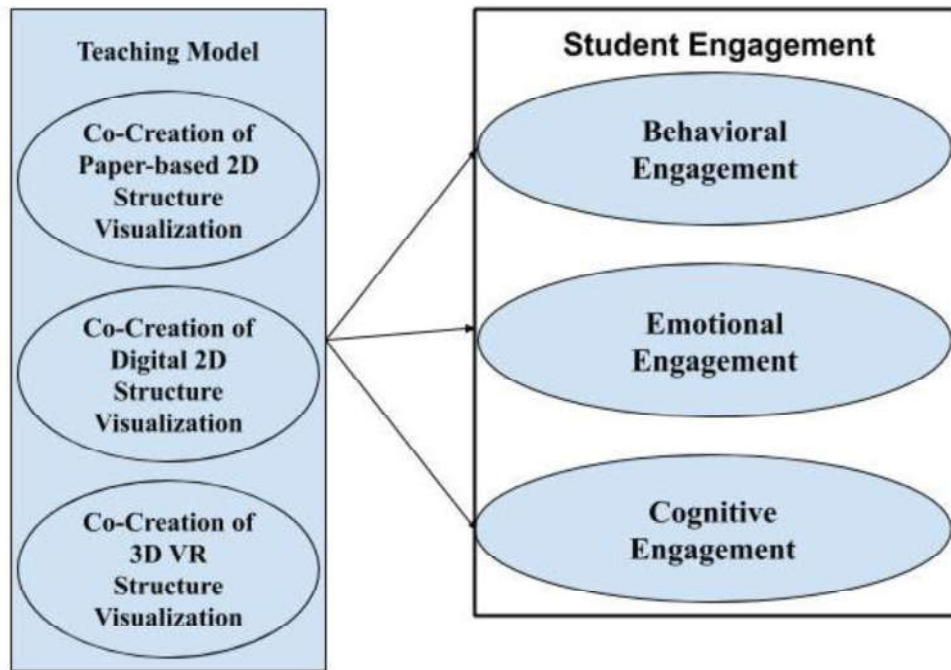 Teaching Model
Co-Creation of
Paper-based 2D
Structure
Visualization
Co-Creation of
Digital 2D
Structure
Visualization
Co-Creation of
3D VR
Structure
Visualization
Student Engagement
Behavioral
Engagement
Emotional
Engagement
Cognitive
Engagement